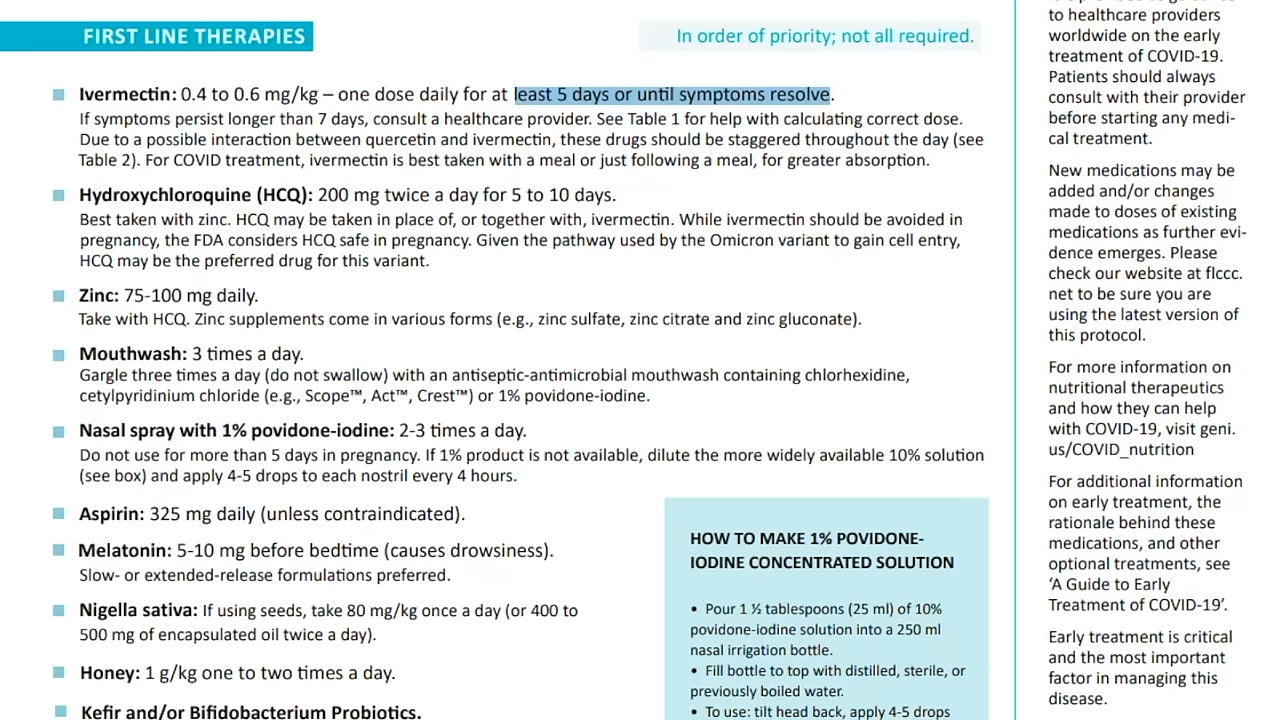 FIRST LINE THERAPIES
In order of priority; not all required.
■ Ivermectin: 0.4 to 0.6 mg/kg – one dose daily for at least 5 days or until symptoms resolve.
If symptoms persist longer than 7 days, consult a healthcare provider. See Table 1 for help with calculating correct dose.
Due to a possible interaction between quercetin and ivermectin, these drugs should be staggered throughout the day (see
Table 2). For COVID treatment, ivermectin is best taken with a meal or just following a meal, for greater absorption.
■ Hydroxychloroquine (HCQ): 200 mg twice a day for 5 to 10 days.
Best taken with zinc. HCQ may be taken in place of, or together with, ivermectin. While ivermectin should be avoided in
pregnancy, the FDA considers HCQ safe in pregnancy. Given the pathway used by the Omicron variant to gain cell entry,
HCQ may be the preferred drug for this variant.
■ Zinc: 75-100 mg daily.
Take with HCQ. Zinc supplements come in various forms (e.g., zinc sulfate, zinc citrate and zinc gluconate).
■ Mouthwash: 3 times a day.
Gargle three times a day (do not swallow) with an antiseptic-antimicrobial mouthwash containing chlorhexidine,
cetylpyridinium chloride (e.g., Scope™, Act™, Crest™) or 1% povidone-iodine.
■ Nasal spray with 1% povidone-iodine: 2-3 times a day.
Do not use for more than 5 days in pregnancy. If 1% product is not available, dilute the more widely available 10% solution
(see box) and apply 4-5 drops to each nostril every 4 hours.
■ Aspirin: 325 mg daily (unless contraindicated).
■ Melatonin: 5-10 mg before bedtime (causes drowsiness).
Slow- or extended-release formulations preferred.
■ Nigella sativa: If using seeds, take 80 mg/kg once a day (or 400 to
500 mg of encapsulated oil twice a day).
■ Honey: 1 g/kg one to two times a day.
■ Kefir and/or Bifidobacterium Probiotics.
HOW TO MAKE 1% POVIDONE-
IODINE CONCENTRATED SOLUTION
• Pour 1 ½ tablespoons (25 ml) of 10%
povidone-iodine solution into a 250 ml
nasal irrigation bottle.
• Fill bottle to top with distilled, sterile, or
previously boiled water.
• To use: tilt head back, apply 4-5 drops
to healthcare providers
worldwide on the early
treatment of COVID-19.
Patients should always
consult with their provider
before starting any medi-
cal treatment.
New medications may be
added and/or changes
made to doses of existing
medications as further evi-
dence emerges. Please
check our website at flccc.
net to be sure you are
using the latest version of
this protocol.
For more information on
nutritional therapeutics
and how they can help
with COVID-19, visit geni.
us/COVID_nutrition
For additional information
on early treatment, the
rationale behind these
medications, and other
optional treatments, see
‘A Guide to Early
Treatment of COVID-19’.
Early treatment is critical
and the most important
factor in managing this
disease.